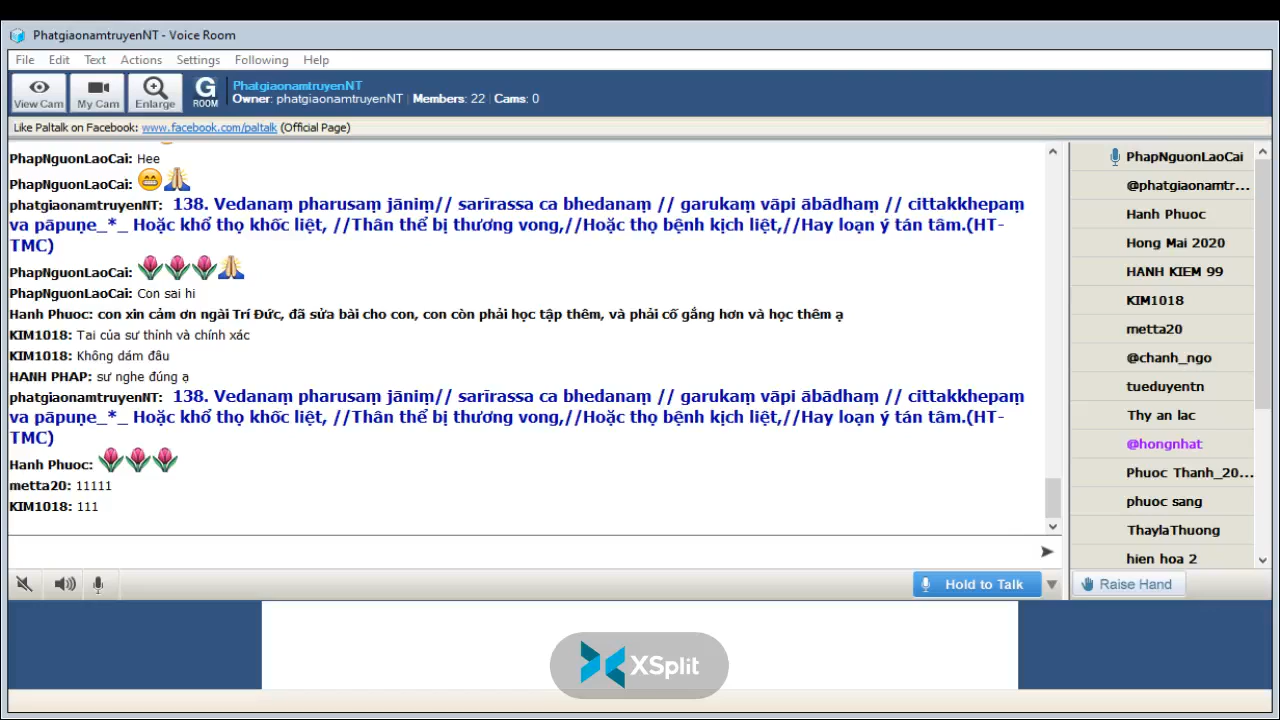 PhatgiaonamtruyenNT - Voice Room
File Edit Text Actions Settings Following Help
View Cam My Cam Enlarge G ROOM
PhatgiaonamtruyenNT
Owner: phatgiaonamtruyenNT Members: 22 Cams: 0
Like Paltalk on Facebook: www.facebook.com/paltalk (Official Page)
PhapNguonLaoCai: Hee
PhapNguonLaoCai:
phatgiaonamtruyenNT: 138. Vedanaṃ pharusaṃ jāniṃ// sarīrassa ca bhedanaṃ // garukaṃ vāpi ābādhaṃ // cittakkhepaṃ
va pāpuṇe_*_ Hoặc khổ thọ khốc liệt, //Thân thể bị thương vong,//Hoặc thọ bệnh kịch liệt,//Hay loạn ý tán tâm.(HT-
TMC)
PhapNguonLaoCai:
PhapNguonLaoCai: Con sai hi
Hanh Phuoc: con xin cảm ơn ngài Trí Đức, đã sửa bài cho con, con còn phải học tập thêm, và phải cố gắng hơn và học thêm ạ
KIM1018: Tai của sư thỉnh và chính xác
KIM1018: Không dám đâu
HANH PHAP: sư nghe đúng ạ
phatgiaonamtruyenNT: 138. Vedanaṃ pharusaṃ jāniṃ// sarīrassa ca bhedanaṃ // garukaṃ vāpi ābādhaṃ // cittakkhepaṃ
va pāpuṇe_*_ Hoặc khổ thọ khốc liệt, //Thân thể bị thương vong,//Hoặc thọ bệnh kịch liệt,//Hay loạn ý tán tâm.(HT-
TMC)
Hanh Phuoc:
metta20: 11111
KIM1018: 111
PhapNguonLaoCai
@phatgiaonamtr...
Hanh Phuoc
Hong Mai 2020
HANH KIEM 99
KIM1018
metta20
@chanh_ngo
tueduyentn
Thy an lac
@hongnhat
Phuoc Thanh_20...
phuoc sang
ThaylaThuong
hien hoa 2
Hold to Talk
Raise Hand
XSplit